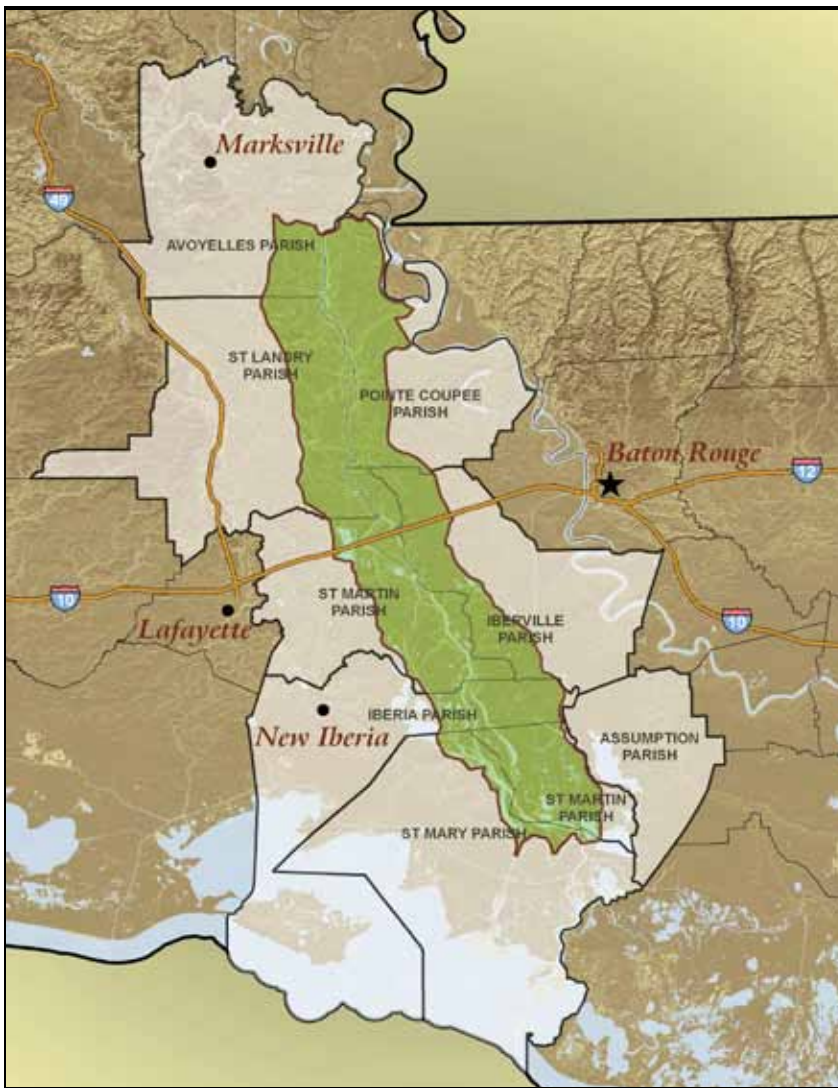 Marksville
49
AVOYELLES PARISH
ST LANDRY
PARISH
POINTE COUPEE
PARISH
Baton Rouge
12
10
ST MARTIN
PARISH
Lafayette
IBERVILLE
PARISH
10
New Iberia
IBERIA PARISH
ASSUMPTION
PARISH
ST MARTIN
PARISH
ST MARY PARISH